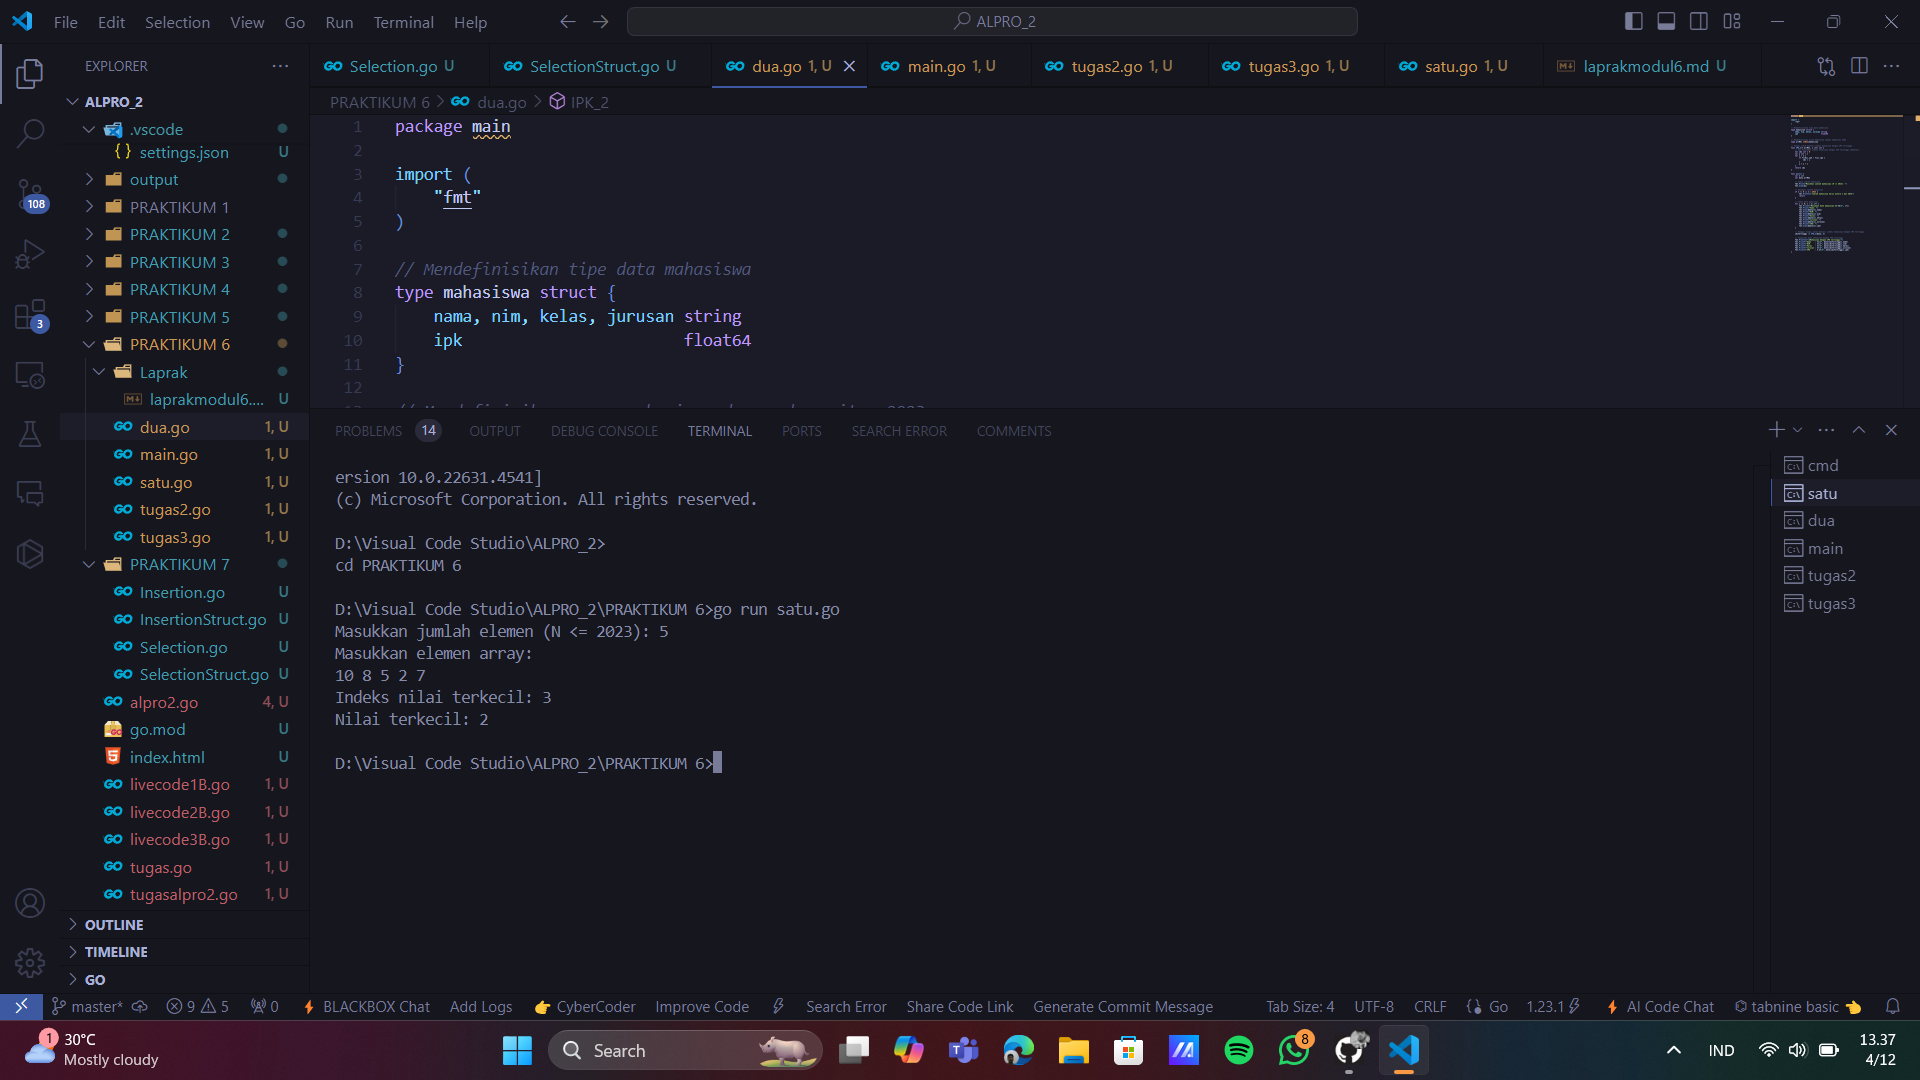 File Edit Selection View Go Run Terminal Help
ALPRO_2
EXPLORER
ALPRO_2
.vscode
{} settings.json U
output
PRAKTIKUM 1
PRAKTIKUM 2
PRAKTIKUM 3
PRAKTIKUM 4
PRAKTIKUM 5
PRAKTIKUM 6
Laprak
laprakmodul6.... U
dua.go 1, U
main.go 1, U
satu.go 1, U
tugas2.go 1, U
tugas3.go 1, U
PRAKTIKUM 7
Insertion.go U
InsertionStruct.go U
Selection.go U
SelectionStruct.go U
alpro2.go 4, U
go.mod U
index.html U
livecode1B.go 1, U
livecode2B.go 1, U
livecode3B.go 1, U
tugas.go 1, U
tugasalpro2.go 1, U
OUTLINE
TIMELINE
GO
108
3
Selection.go U
SelectionStruct.go U
dua.go 1, U
main.go 1, U
tugas2.go 1, U
tugas3.go 1, U
satu.go 1, U
laprakmodul6.md U
PRAKTIKUM 6 > dua.go > IPK_2
1 package main
2
3 import (
4 "fmt"
5 )
6
7 // Mendefinisikan tipe data mahasiswa
8 type mahasiswa struct {
9 nama, nim, kelas, jurusan string
10 ipk float64
11 }
12
PROBLEMS 14 OUTPUT DEBUG CONSOLE TERMINAL PORTS SEARCH ERROR COMMENTS
ersion 10.0.22631.4541]
(c) Microsoft Corporation. All rights reserved.
D:\Visual Code Studio\ALPRO_2>
cd PRAKTIKUM 6
D:\Visual Code Studio\ALPRO_2\PRAKTIKUM 6>go run satu.go
Masukkan jumlah elemen (N <= 2023): 5
Masukkan elemen array:
10 8 5 2 7
Indeks nilai terkecil: 3
Nilai terkecil: 2
D:\Visual Code Studio\ALPRO_2\PRAKTIKUM 6>
cmd
satu
dua
main
tugas2
tugas3
master* 9 5 0 BLACKBOX Chat Add Logs CyberCoder Improve Code Search Error Share Code Link Generate Commit Message Tab Size: 4 UTF-8 CRLF {} Go 1.23.1 AI Code Chat tabnine basic
1
30°C
Mostly cloudy
Search
8
IND
13.37
4/12